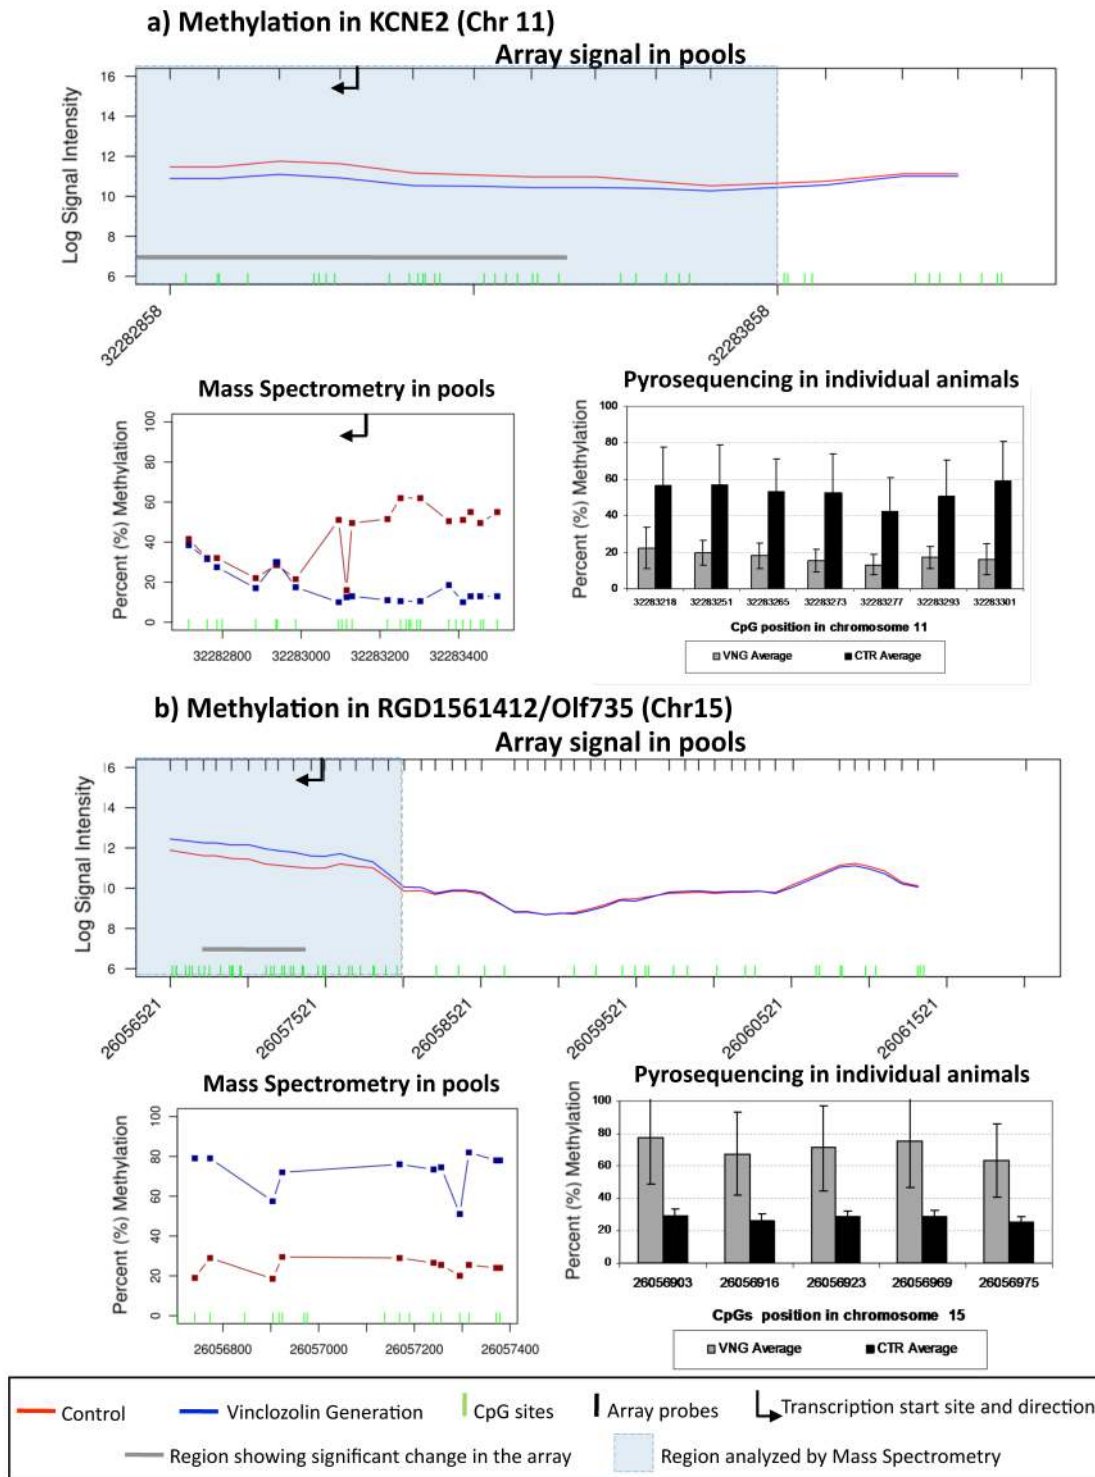 a) Methylation in KCNE2 (Chr 11)
Array signal in pools
Log Signal Intensity
16
14
12
10
8
6
32282858
32283858
Mass Spectrometry in pools
Percent (%) Methylation
100
80
60
40
20
0
32282800 32283000 32283200 32283400
Pyrosequencing in individual animals
Percent (%) Methylation
100
80
60
40
20
0
32283218 32283251 32283265 32283273 32283277 32283293 32283301
CpG position in chromosome 11
VNG Average CTR Average
b) Methylation in RGD1561412/Olf735 (Chr15)
Array signal in pools
Log Signal Intensity
16
14
12
10
8
6
26056521
26057521
26058521
26059521
26060521
26061521
Mass Spectrometry in pools
Percent (%) Methylation
100
80
60
40
20
0
26056800 26057000 26057200 26057400
Pyrosequencing in individual animals
Percent (%) Methylation
100
80
60
40
20
0
26056903 26056916 26056923 26056969 26056975
CpGs position in chromosome 15
VNG Average CTR Average
Control Vinclozolin Generation CpG sites Array probes Transcription start site and direction
Region showing significant change in the array Region analyzed by Mass Spectrometry